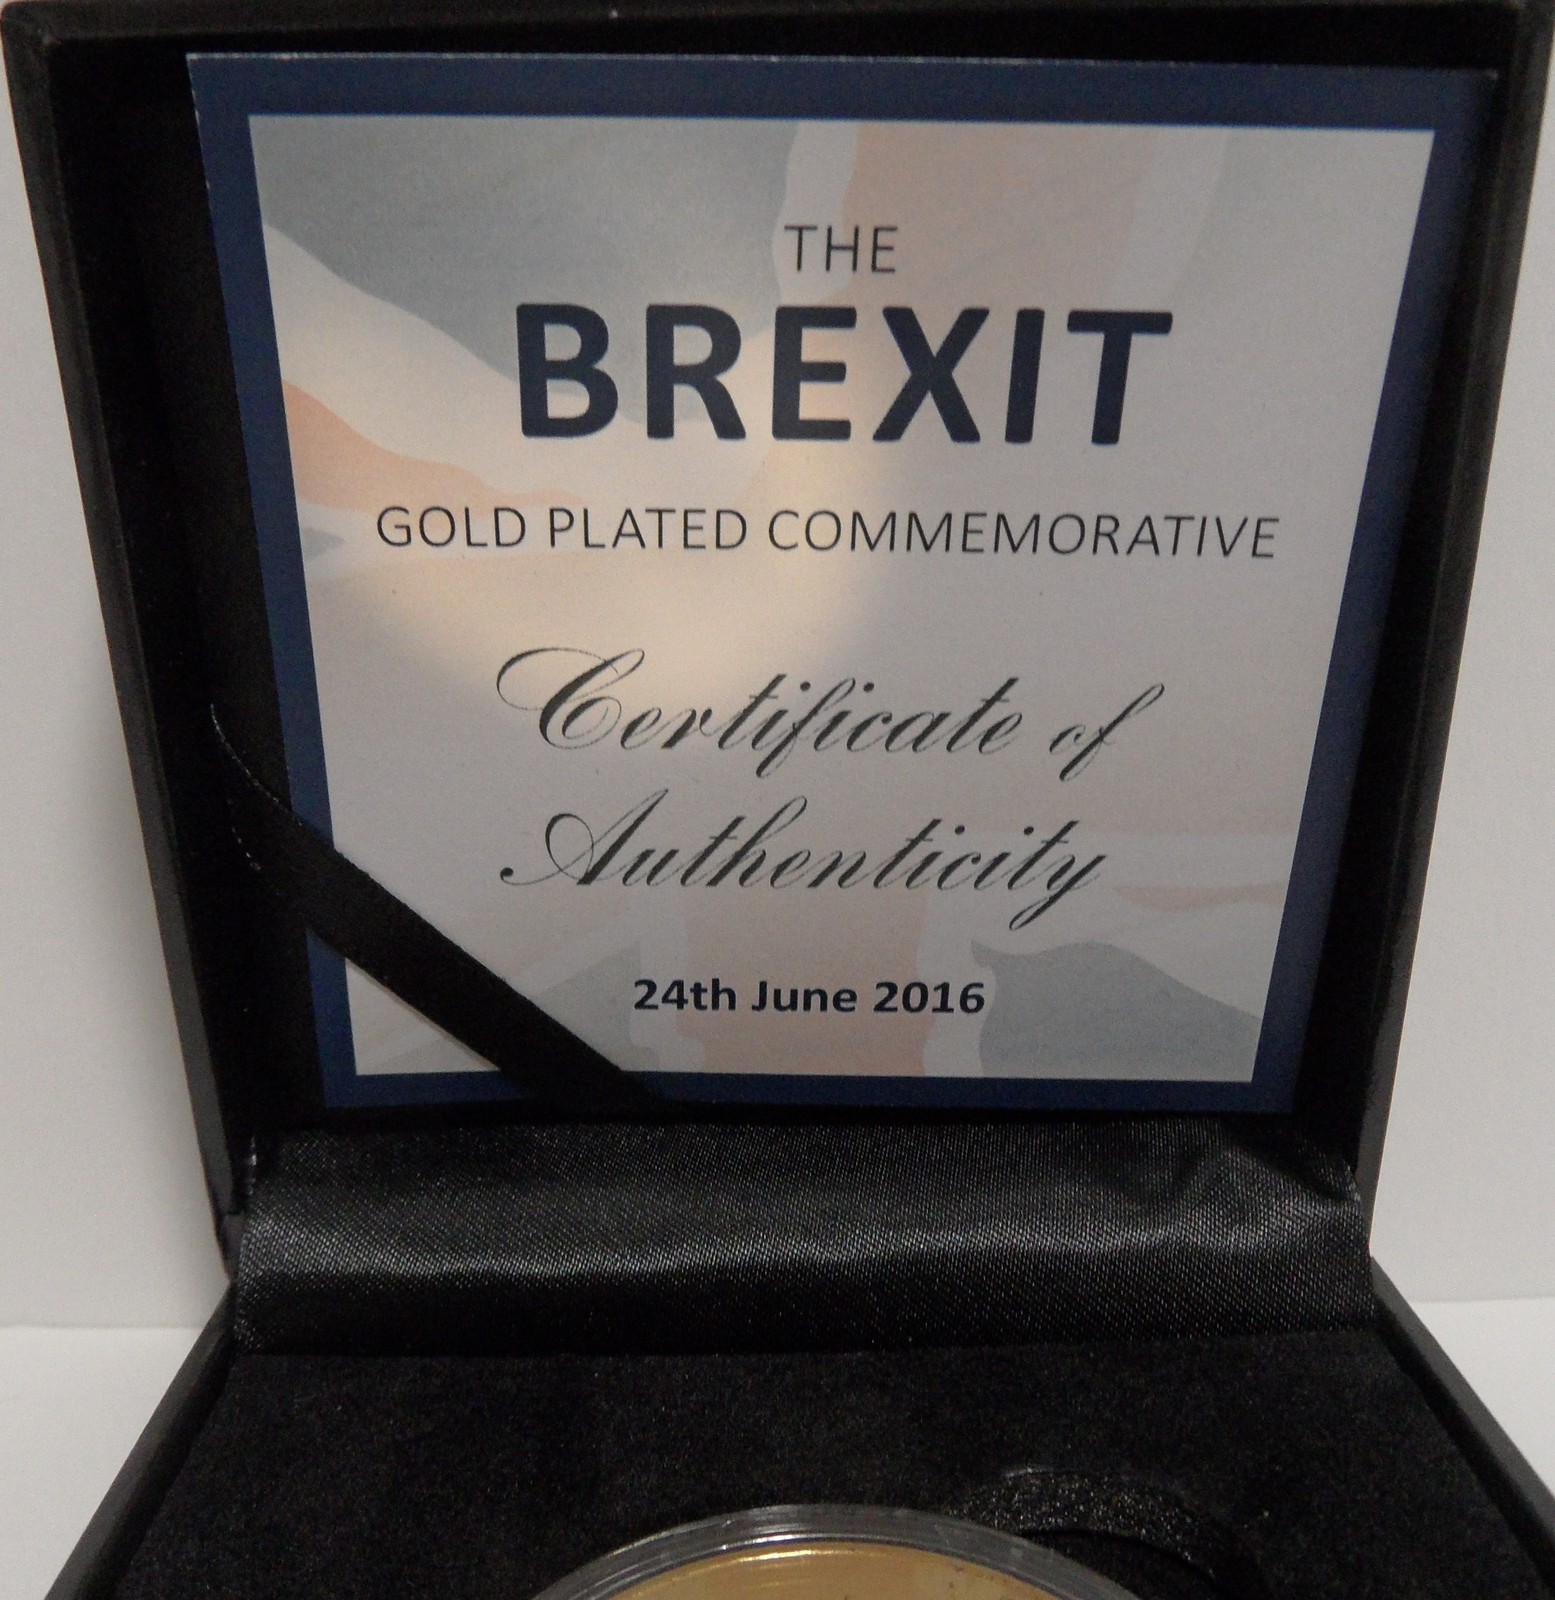 THE
BREXIT
GOLD PLATED COMMEMORATIVE
Certificate of
Authenticity
24th June 2016